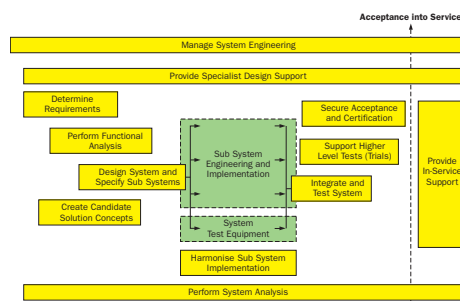 Acceptance into Service
Manage System Engineering
Provide Specialist Design Support
Determine
Requirements
Secure Acceptance
and Certification
Perform Functional
Analysis
Sub System
Engineering and
Implementation
Support Higher
Level Tests (Trials)
Provide
In-Service
Support
Design System and
Specify Sub Systems
Integrate and
Test System
Create Candidate
Solution Concepts
System
Test Equipment
Harmonise Sub System
Implementation
Perform System Analysis